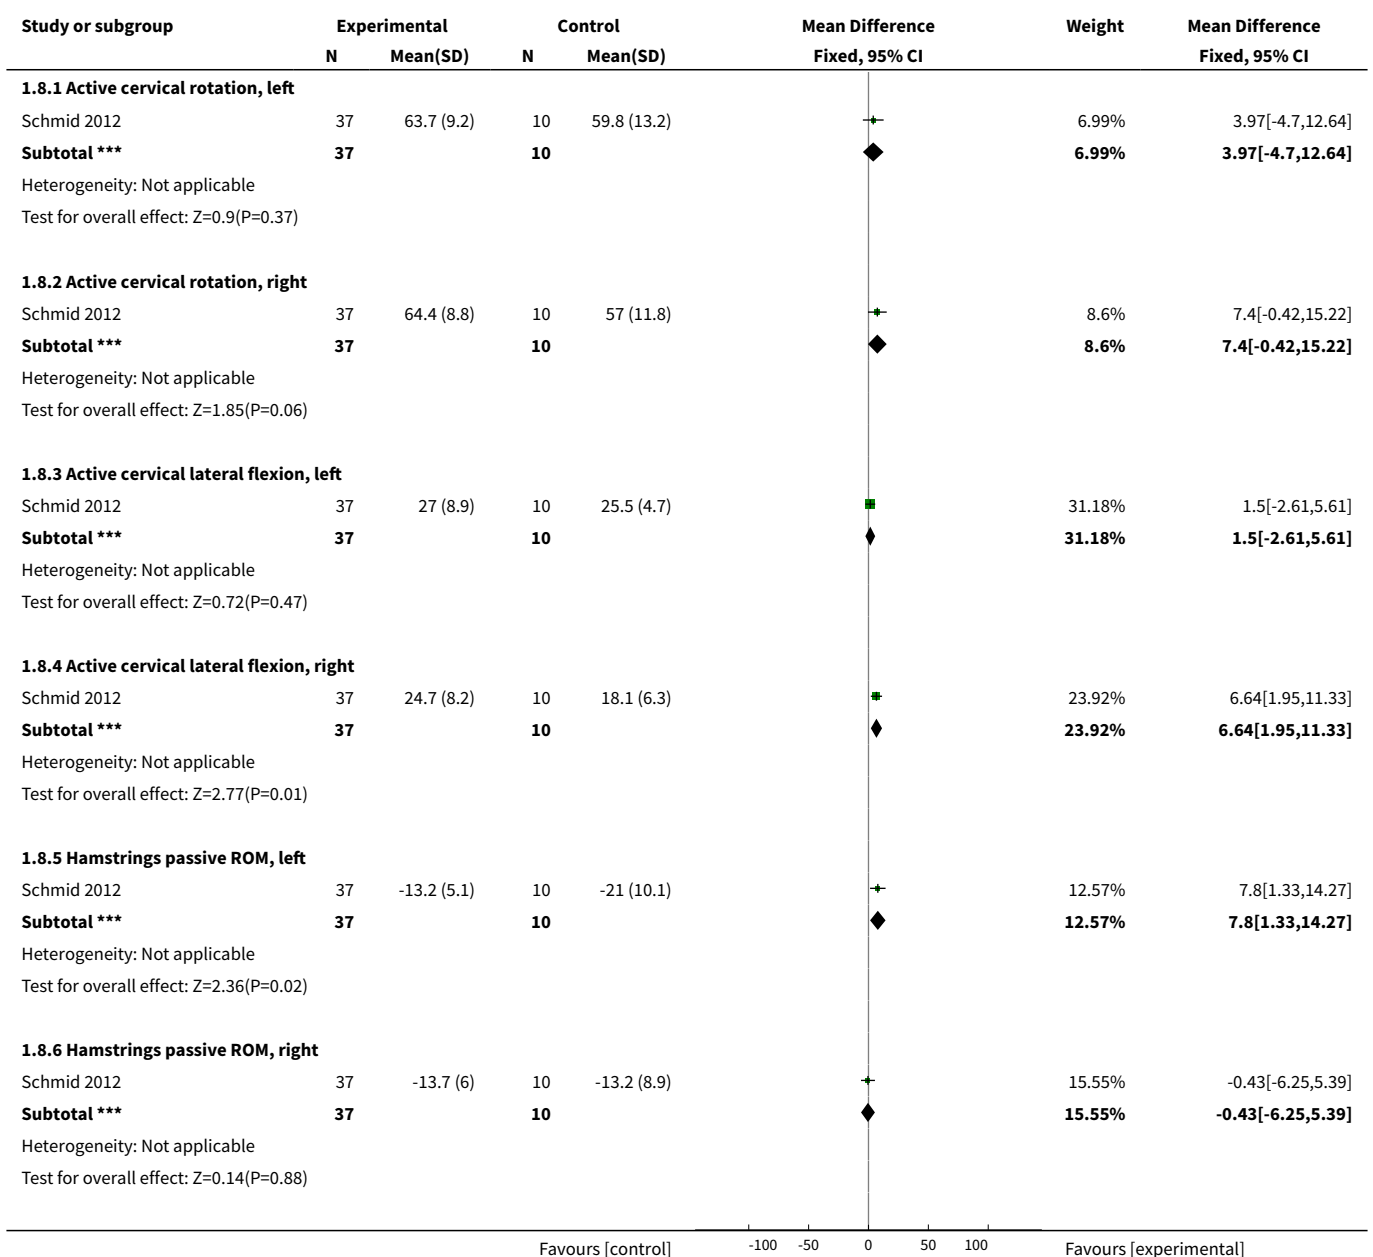 Study or subgroup Experimental Control Mean Difference Weight Mean Difference
N Mean(SD) N Mean(SD) Fixed, 95% CI Fixed, 95% CI
1.8.1 Active cervical rotation, left
Schmid 2012 37 63.7 (9.2) 10 59.8 (13.2) 6.99% 3.97[-4.7,12.64]
Subtotal *** 37 10 6.99% 3.97[-4.7,12.64]
Heterogeneity: Not applicable
Test for overall effect: Z=0.9(P=0.37)
1.8.2 Active cervical rotation, right
Schmid 2012 37 64.4 (8.8) 10 57 (11.8) 8.6% 7.4[-0.42,15.22]
Subtotal *** 37 10 8.6% 7.4[-0.42,15.22]
Heterogeneity: Not applicable
Test for overall effect: Z=1.85(P=0.06)
1.8.3 Active cervical lateral flexion, left
Schmid 2012 37 27 (8.9) 10 25.5 (4.7) 31.18% 1.5[-2.61,5.61]
Subtotal *** 37 10 31.18% 1.5[-2.61,5.61]
Heterogeneity: Not applicable
Test for overall effect: Z=0.72(P=0.47)
1.8.4 Active cervical lateral flexion, right
Schmid 2012 37 24.7 (8.2) 10 18.1 (6.3) 23.92% 6.64[1.95,11.33]
Subtotal *** 37 10 23.92% 6.64[1.95,11.33]
Heterogeneity: Not applicable
Test for overall effect: Z=2.77(P=0.01)
1.8.5 Hamstrings passive ROM, left
Schmid 2012 37 -13.2 (5.1) 10 -21 (10.1) 12.57% 7.8[1.33,14.27]
Subtotal *** 37 10 12.57% 7.8[1.33,14.27]
Heterogeneity: Not applicable
Test for overall effect: Z=2.36(P=0.02)
1.8.6 Hamstrings passive ROM, right
Schmid 2012 37 -13.7 (6) 10 -13.2 (8.9) 15.55% -0.43[-6.25,5.39]
Subtotal *** 37 10 15.55% -0.43[-6.25,5.39]
Heterogeneity: Not applicable
Test for overall effect: Z=0.14(P=0.88)
Favours [control] -100 -50 0 50 100 Favours [experimental]